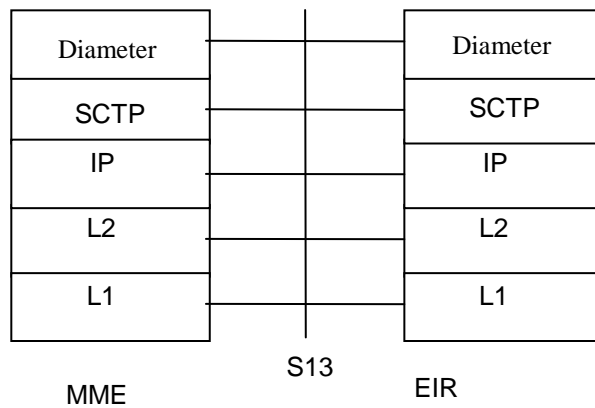 Diameter Diameter
SCTP SCTP
IP IP
L2 L2
L1 L1
S13
MME EIR